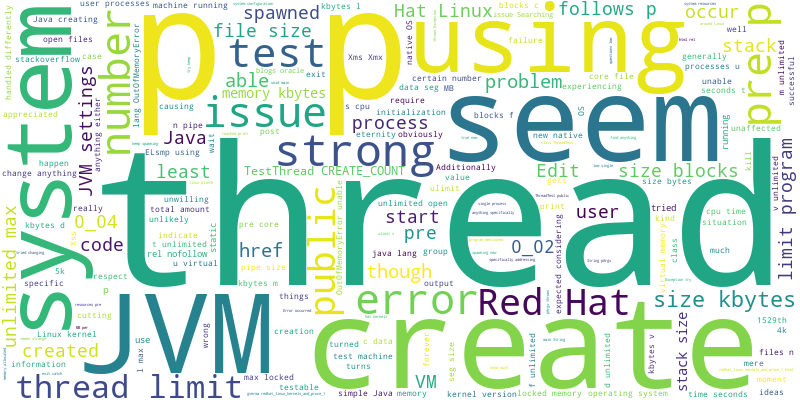 thread
create
p
p
using
seem
JVM
system
strong
issue
error
Red Hat
thread limit
public
test
number
prep
Java
process
problem
Hat Linux
spawned
file size
able
memory kbytes
follows p
occur
stack
size blocks
size kbytes
limit program
user
start
pre
href
code
0_04
0_02
least
Edit
though
created
unlimited max
JVM settings
stack size
VM
TestThread CREATE_COUNT
OutOfMemoryError unable
Java creating
open files
stackoverflow
case
handled differently
appreciated
happen
change anything
anything either
user processes
machine running
kbytes l
lang OutOfMemoryError
causing
n pipe
ELsmp using
wait
post
eternity
obviously
exit
blogs oracle
Xms Xmx
s cpu
require
initialization
certain number
data seg
MB
native OS
blocks c
issue Searching
failure
core file
experiencing
blocks f
new native
OS
generally
processes u
unable
seconds t
well
m unlimited
successful
running
unaffected
kill
Additionally
value
ulimit
java lang
group
output
print
gets
single process
expected considering
size bytes
tried
class
virtual memory
kind
cpu time
situation
much
really
total amount
unwilling
unlikely
indicate
t unlimited
rel nofollow
u virtual
static
pre core
pipe size
kbytes m
kbytes d
5k
respect
specific
cutting
Linux kernel
information
use
l max
wrong
things
creation
max locked
turned
test machine
turns
testable
simple Java
c data
forever
memory
seg size
kernel version
locked memory
operating system
f unlimited
d unlimited
kbytes v
files n
mere
time seconds
moment
ideas
1529th
4k
v unlimited